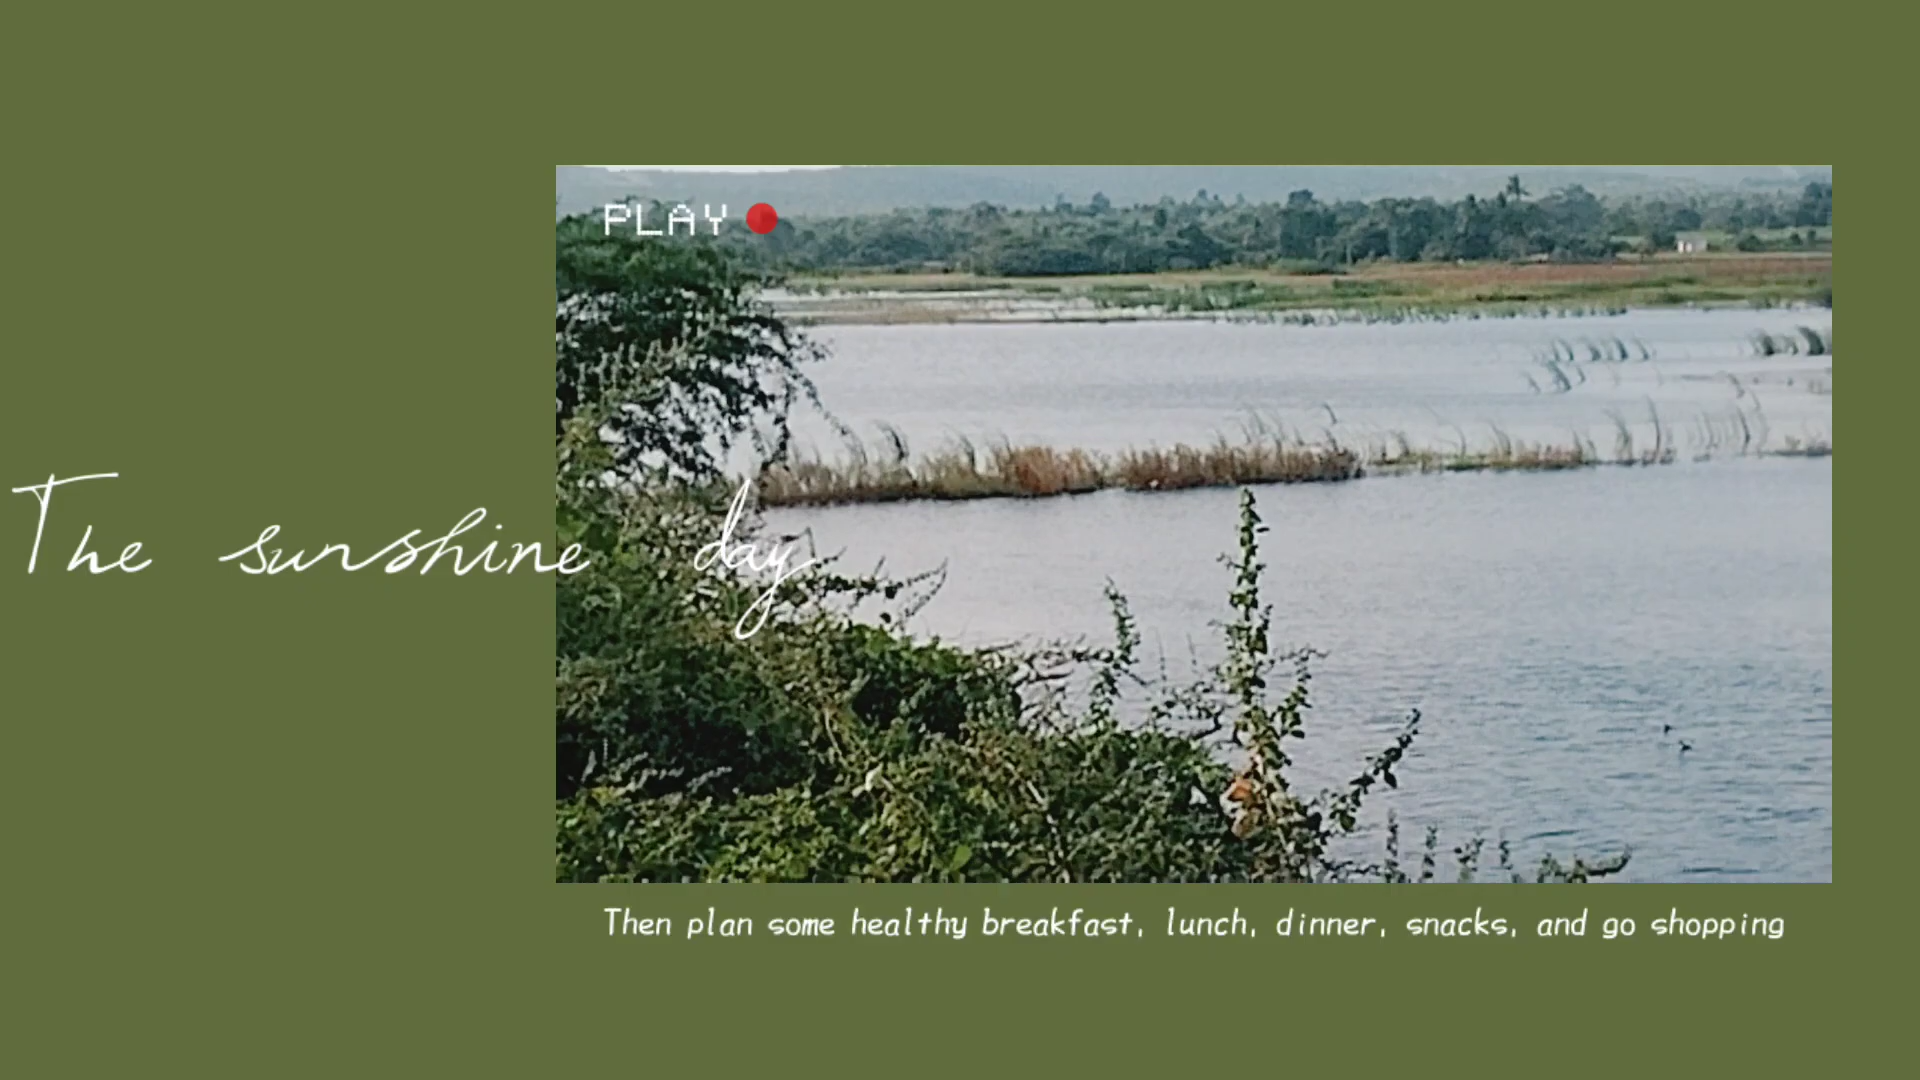 PLAY
The sunshine day
Then plan some healthy breakfast, lunch, dinner, snacks, and go shopping